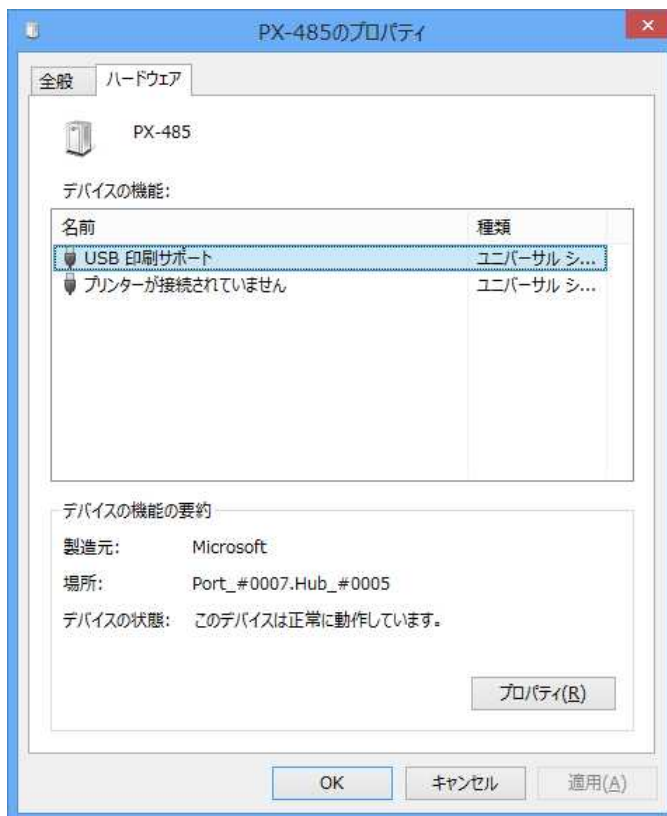 PX-485のプロパティ
全般 ハードウェア
PX-485
デバイスの機能:
名前 種類
USB 印刷サポート ユニバーサル シ...
プリンターが接続されていません ユニバーサル シ...
デバイスの機能の要約
製造元: Microsoft
場所: Port_#0007.Hub_#0005
デバイスの状態: このデバイスは正常に動作しています。
プロパティ(R)
OK キャンセル 適用(A)